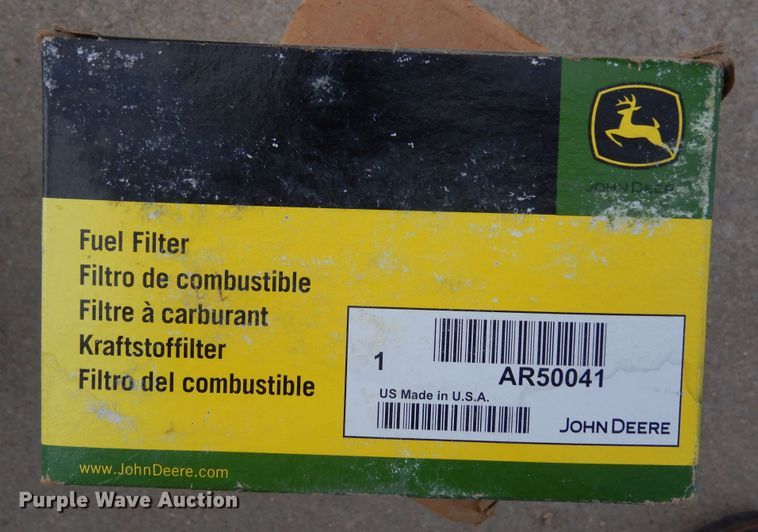 JOHN DEERE
Fuel Filter
Filtro de combustible
Filtre à carburant
Kraftstoffilter
Filtro del combustible
1
AR50041
US Made in U.S.A.
JOHN DEERE
www.JohnDeere.com
Purple Wave Auction